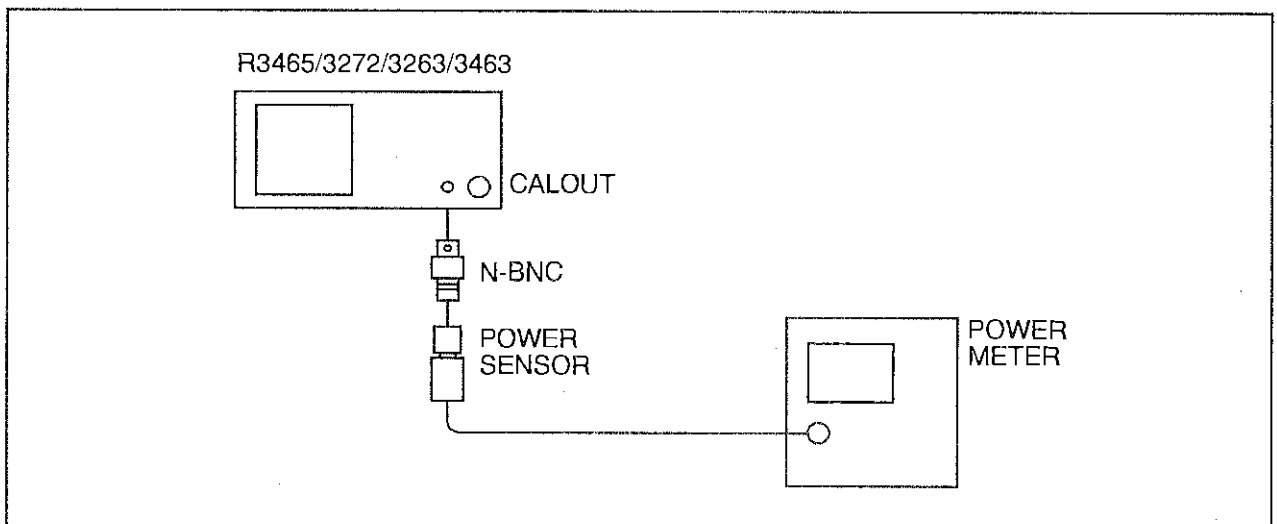 R3465/3272/3263/3463
CALOUT
N-BNC
POWER
SENSOR
POWER
METER